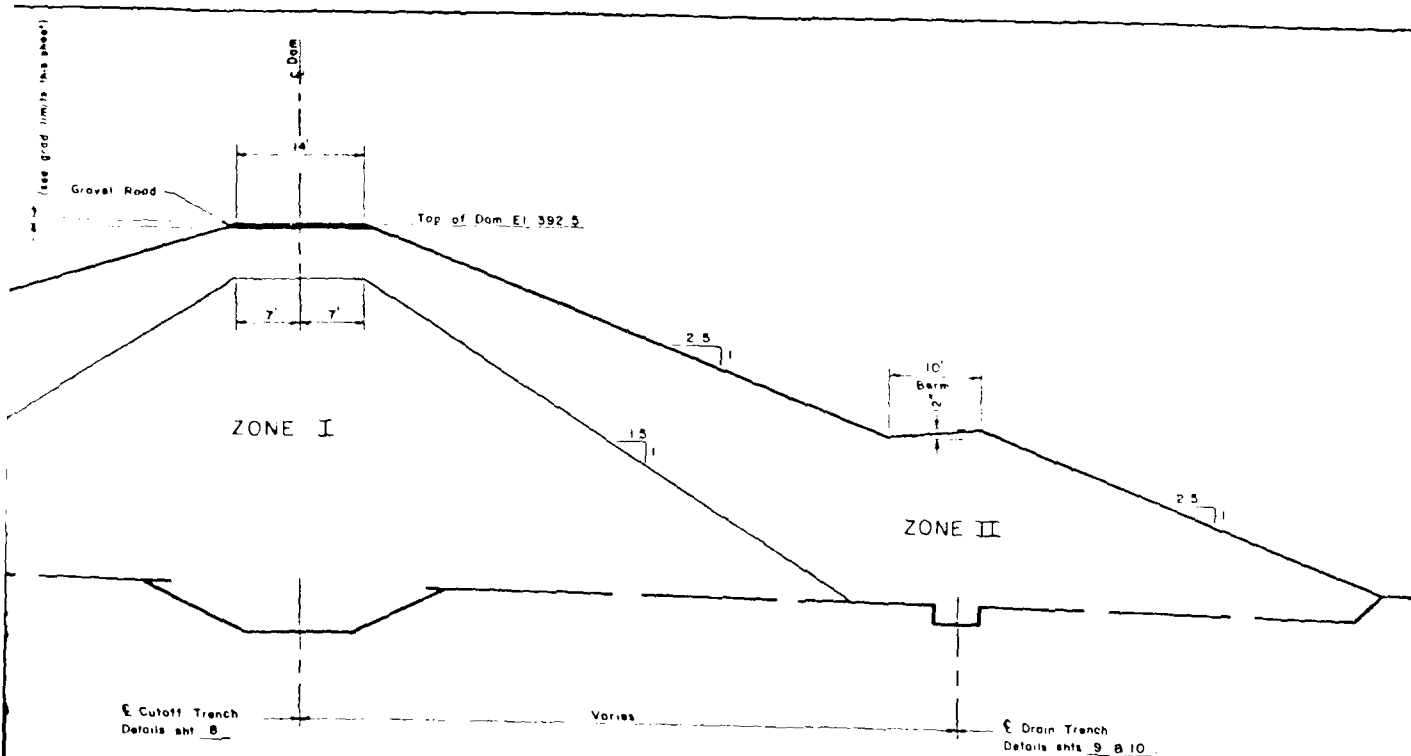 (see grad limits this sheet)
℄ Dam
14'
Gravel Road
Top of Dam El 392.5
7'
7'
2.5
1
10'
Berm
2"
ZONE I
1.5
1
2.5
1
ZONE II
℄ Cutoff Trench
Details sht 8
Varies
℄ Drain Trench
Details shts 9 & 10